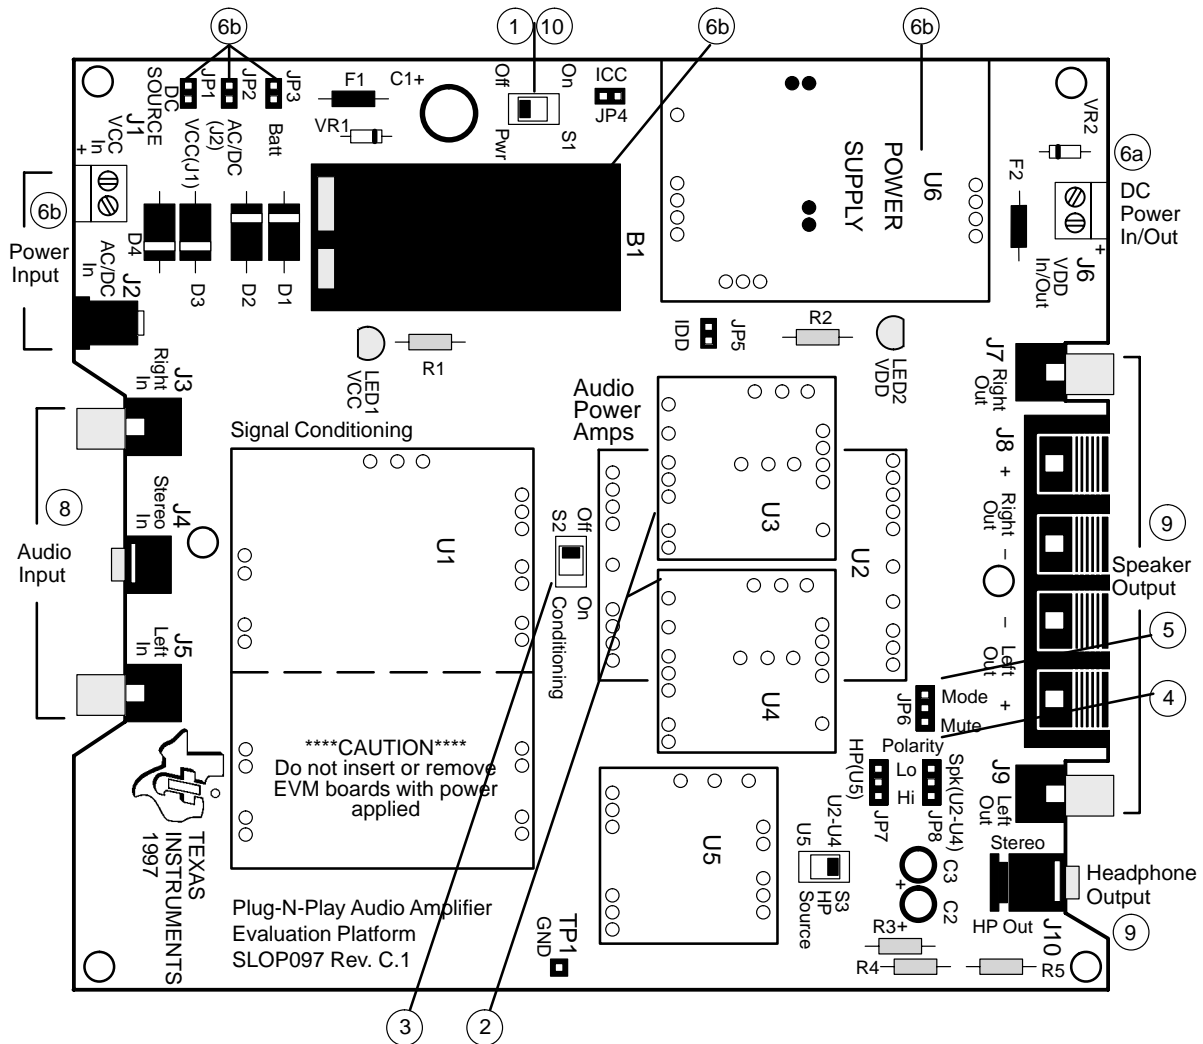 6b
1
10
6b
6b
JP1
JP2
JP3
DC
SOURCE
VCC(J1)
AC/DC
(J2)
Batt
F1
C1+
VR1
Off
On
Pwr
S1
ICC
JP4
U6
POWER
SUPPLY
VR2
6a
F2
DC
Power
In/Out
J1
VCC
In
+
6b
Power
Input
AC/DC
In
J2
D4
D3
D2
D1
B1
J6
VDD
In/Out
+
LED1
VCC
R1
IDD
JP5
R2
LED2
VDD
J3
Right
In
J7
Right
Out
Audio
Power
Amps
Signal Conditioning
8
Audio
Input
J4
Stereo
In
U1
S2
Off
On
Conditioning
U3
U2
U4
J8
+
Right
Out
–
–
Left
Out
+
9
Speaker
Output
5
4
J5
Left
In
JP6
Mode
Mute
Polarity
HP(U5)
Lo
Hi
Spk(U2-U4)
JP7
JP8
J9
Left
Out
****CAUTION****
Do not insert or remove
EVM boards with power
applied
TEXAS
INSTRUMENTS
1997
U5
U5
U2-U4
S3
HP
Source
C3
+
C2
Stereo
Headphone
Output
9
J10
HP Out
R3+
R4
R5
Plug-N-Play Audio Amplifier
Evaluation Platform
SLOP097 Rev. C.1
TP1
GND
3
2